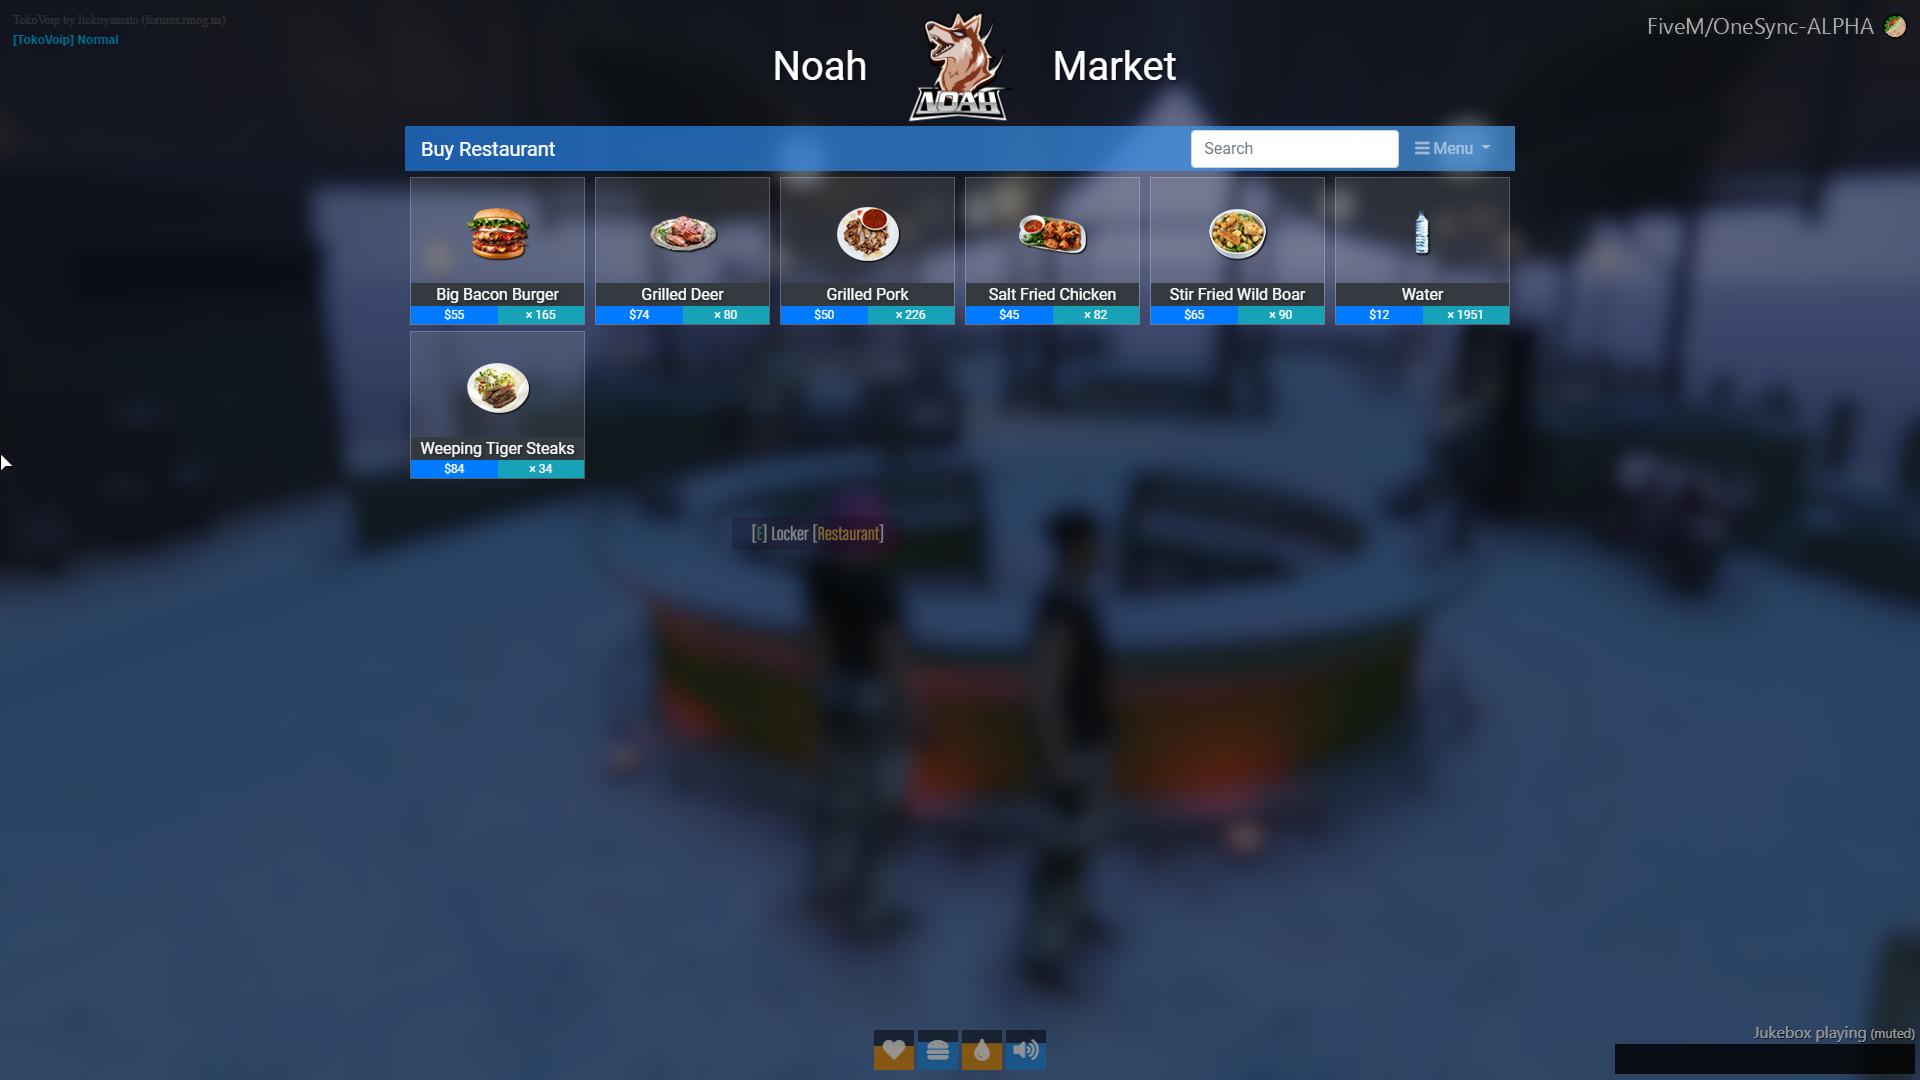 TokoVoip by Itokoyamato (forums.rmog.us)
[TokoVoip] Normal
FiveM/OneSync-ALPHA
Noah
NOAH
Market
Buy Restaurant
Search
Menu
Big Bacon Burger
$55
× 165
Grilled Deer
$74
× 80
Grilled Pork
$50
× 226
Salt Fried Chicken
$45
× 82
Stir Fried Wild Boar
$65
× 90
Water
$12
× 1951
Weeping Tiger Steaks
$84
× 34
[E] Locker [Restaurant]
Jukebox playing (muted)